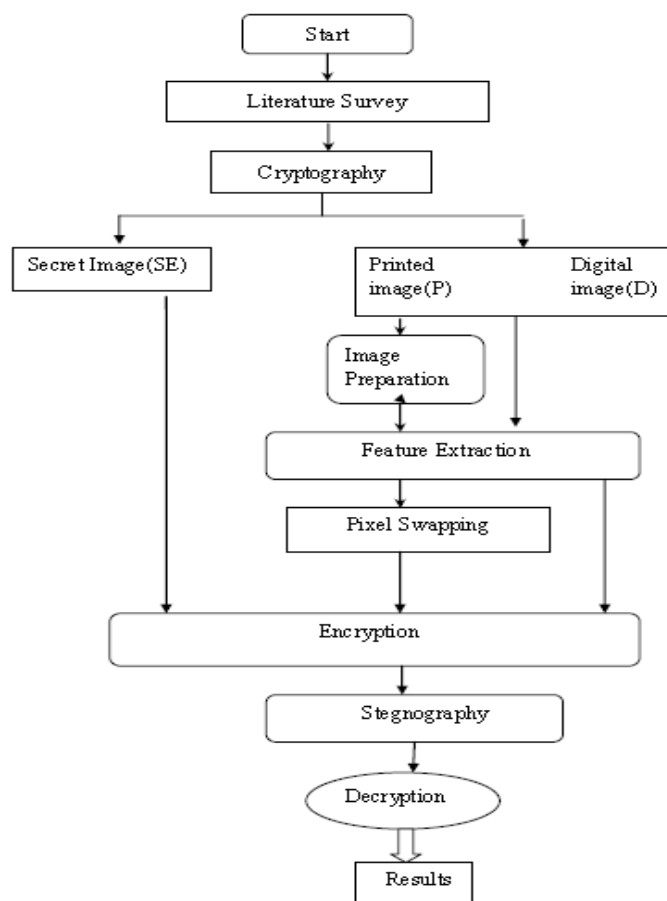 Start
Literature Survey
Cryptography
Secret Image(SE)
Printed Digital
image(P) image(D)
Image
Preparation
Feature Extraction
Pixel Swapping
Encryption
Stegnography
Decryption
Results